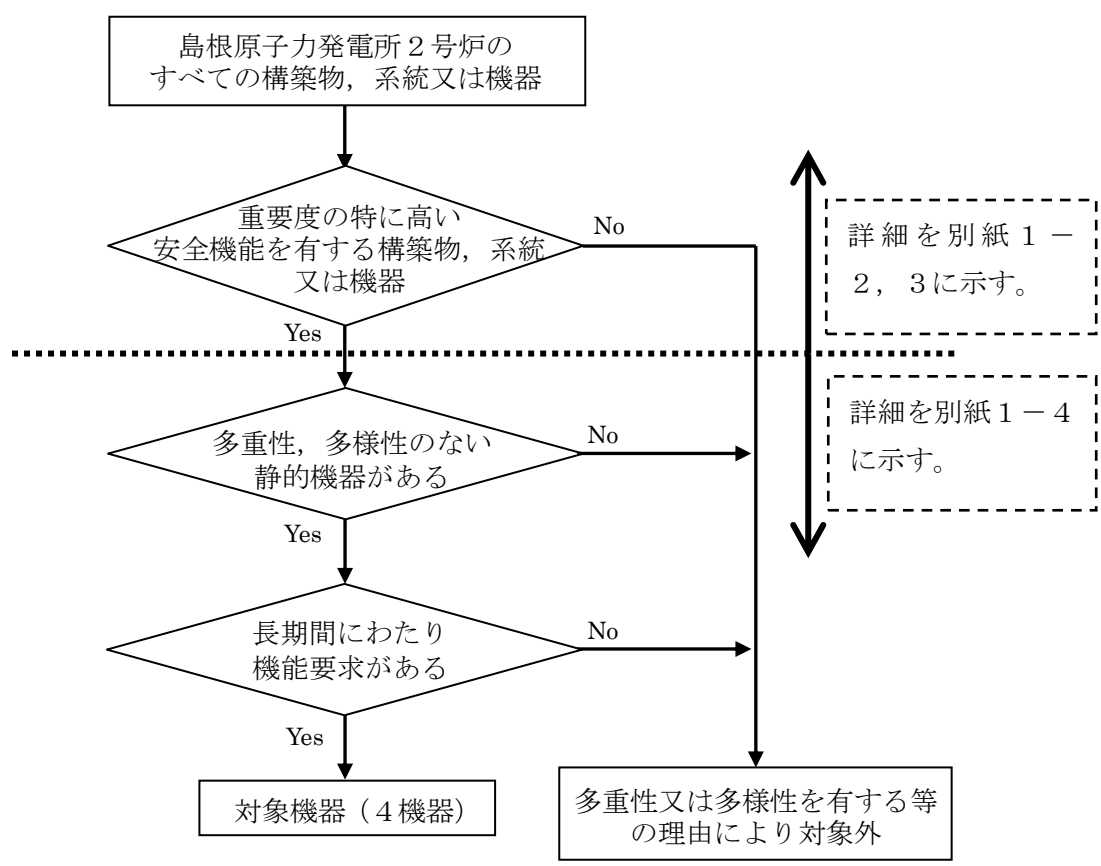 島根原子力発電所２号炉の
すべての構築物，系統又は機器
重要度の特に高い
安全機能を有する構築物，系統
又は機器
No
Yes
詳細を別紙１－
２，３に示す。
多重性，多様性のない
静的機器がある
No
Yes
詳細を別紙１－４
に示す。
長期間にわたり
機能要求がある
No
Yes
対象機器（４機器）
多重性又は多様性を有する等
の理由により対象外